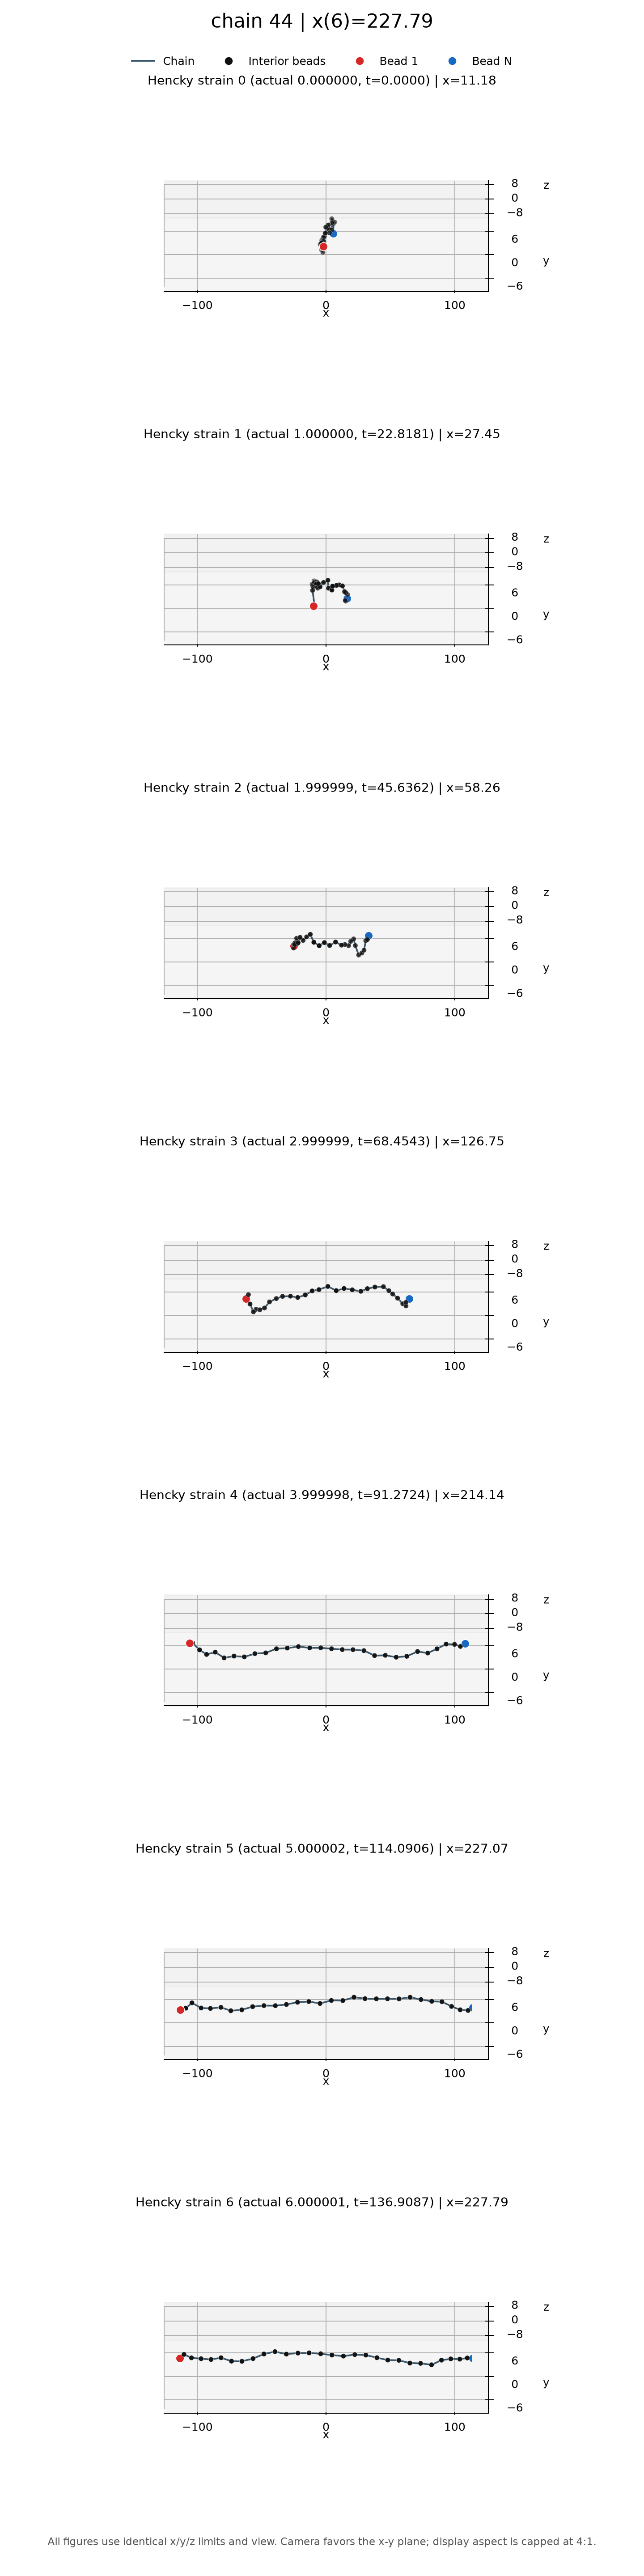 chain 44 | x(6)=227.79
Chain Interior beads Bead 1 Bead N
Hencky strain 0 (actual 0.000000, t=0.0000) | x=11.18
8
0
−8
z
6
0
−6
y
−100 0 100
x
Hencky strain 1 (actual 1.000000, t=22.8181) | x=27.45
8
0
−8
z
6
0
−6
y
−100 0 100
x
Hencky strain 2 (actual 1.999999, t=45.6362) | x=58.26
8
0
−8
z
6
0
−6
y
−100 0 100
x
Hencky strain 3 (actual 2.999999, t=68.4543) | x=126.75
8
0
−8
z
6
0
−6
y
−100 0 100
x
Hencky strain 4 (actual 3.999998, t=91.2724) | x=214.14
8
0
−8
z
6
0
−6
y
−100 0 100
x
Hencky strain 5 (actual 5.000002, t=114.0906) | x=227.07
8
0
−8
z
6
0
−6
y
−100 0 100
x
Hencky strain 6 (actual 6.000001, t=136.9087) | x=227.79
8
0
−8
z
6
0
−6
y
−100 0 100
x
All figures use identical x/y/z limits and view. Camera favors the x-y plane; display aspect is capped at 4:1.